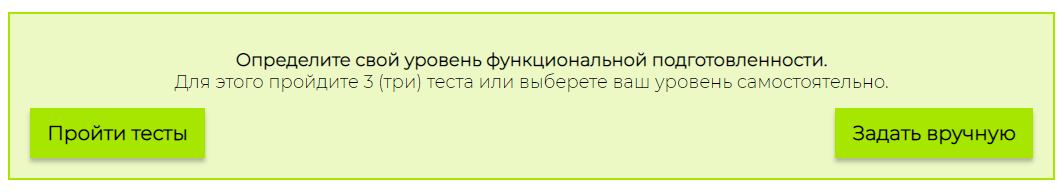 Определите свой уровень функциональной подготовленности.
Для этого пройдите 3 (три) теста или выберете ваш уровень самостоятельно.
Пройти тесты
Задать вручную